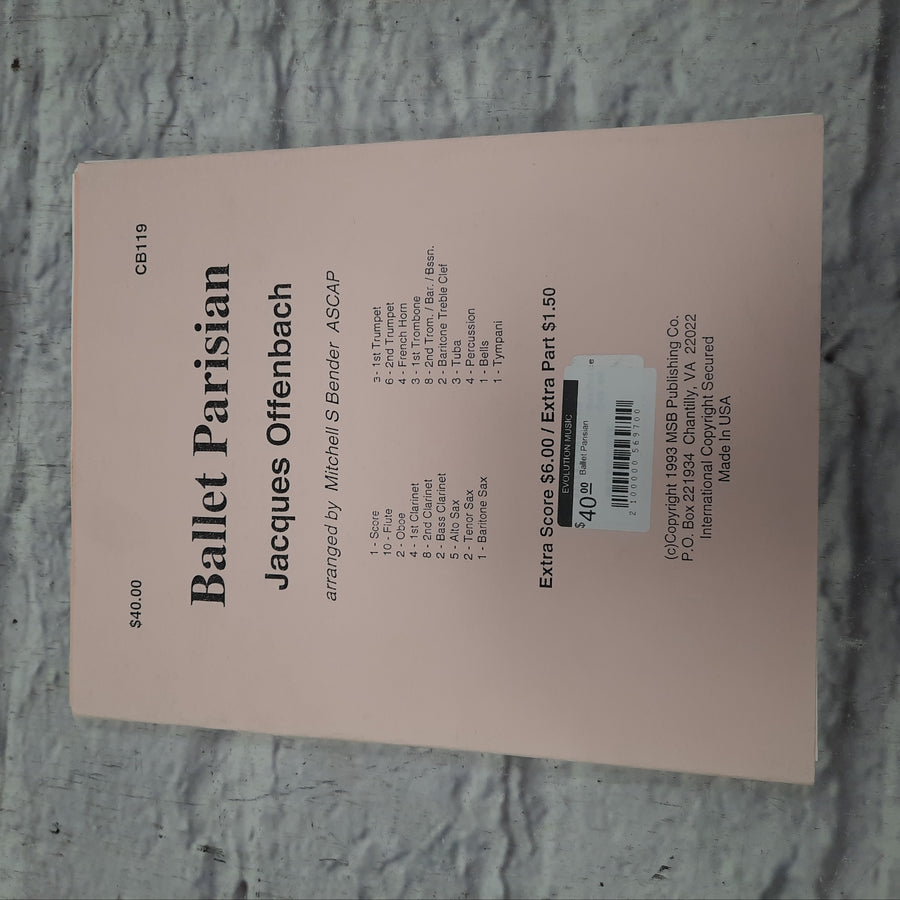 $40.00
CB119
Ballet Parisian
Jacques Offenbach
arranged by Mitchell S Bender ASCAP
1 - Score
10 - Flute
2 - Oboe
4 - 1st Clarinet
8 - 2nd Clarinet
2 - Bass Clarinet
5 - Alto Sax
2 - Tenor Sax
1 - Baritone Sax
3 - 1st Trumpet
6 - 2nd Trumpet
4 - French Horn
3 - 1st Trombone
8 - 2nd Trom. / Bar. / Bssn.
2 - Baritone Treble Clef
3 - Tuba
4 - Percussion
1 - Bells
1 - Tympani
Extra Score $6.00 / Extra Part $1.50
EVOLUTION MUSIC
$40.00 Ballet Parisian
2 100000 569700
(c)Copyright 1993 MSB Publishing Co.
P.O. Box 221934 Chantilly, VA 22022
International Copyright Secured
Made In USA